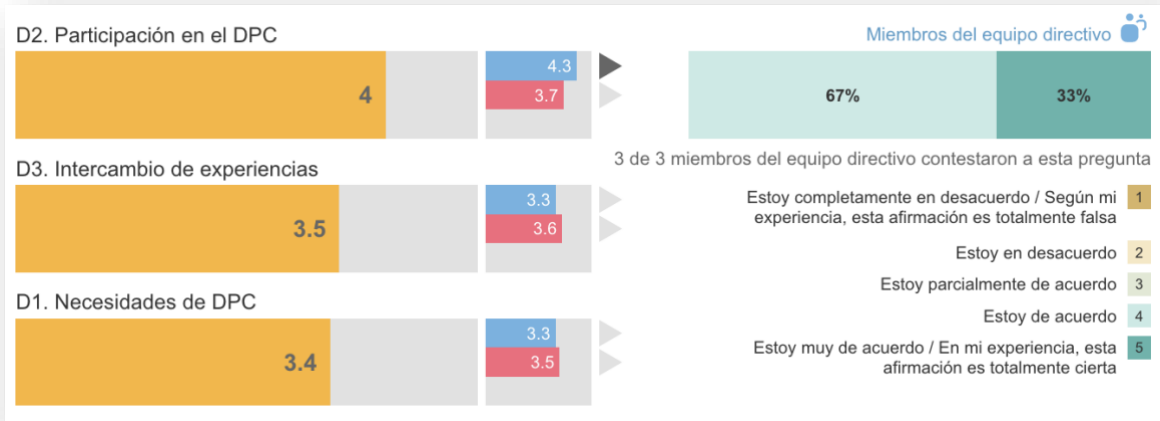 D2. Participación en el DPC
4
4.3
3.7
D3. Intercambio de experiencias
3.5
3.3
3.6
D1. Necesidades de DPC
3.4
3.3
3.5
Miembros del equipo directivo
67%
33%
3 de 3 miembros del equipo directivo contestaron a esta pregunta
Estoy completamente en desacuerdo / Según mi
experiencia, esta afirmación es totalmente falsa
1
Estoy en desacuerdo
2
Estoy parcialmente de acuerdo
3
Estoy de acuerdo
4
Estoy muy de acuerdo / En mi experiencia, esta
afirmación es totalmente cierta
5